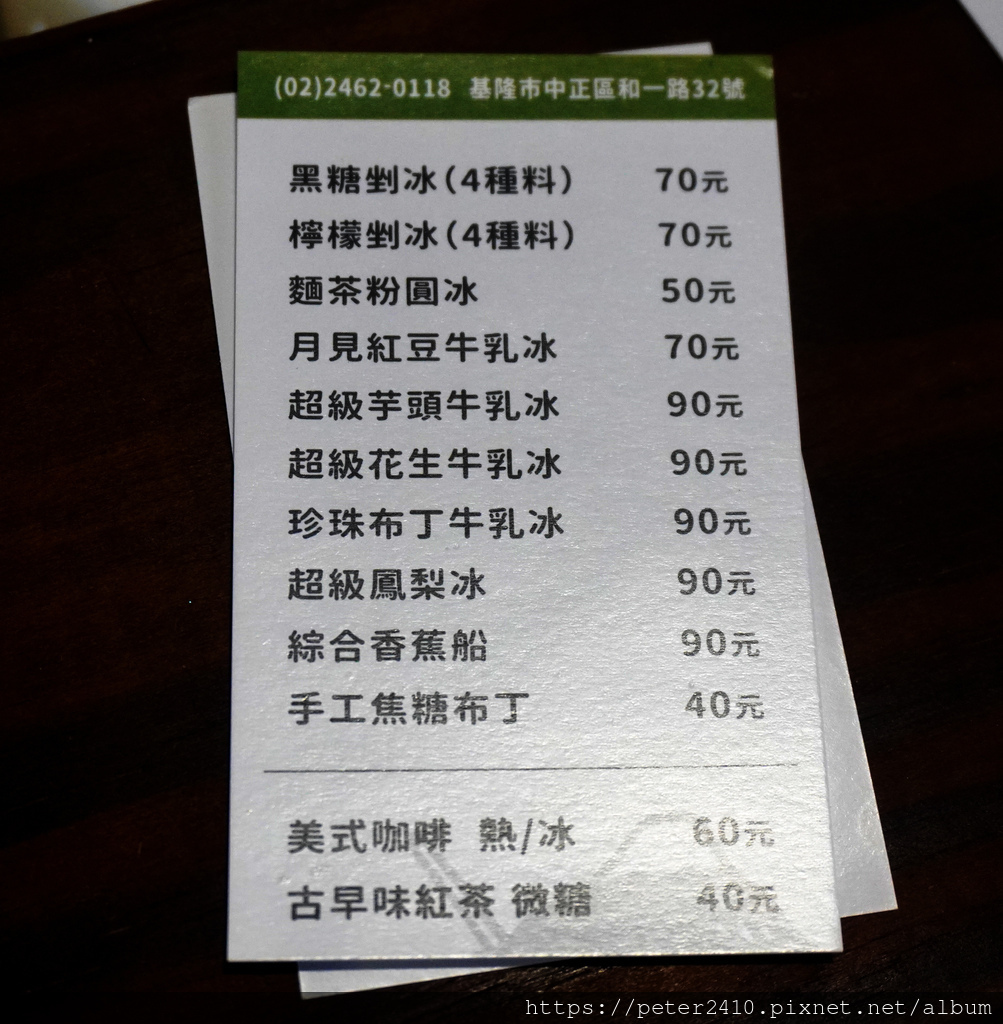 (02)2462-0118 基隆市中正區和一路32號
黑糖剉冰(4種料) 70元
檸檬剉冰(4種料) 70元
麵茶粉圓冰 50元
月見紅豆牛乳冰 70元
超級芋頭牛乳冰 90元
超級花生牛乳冰 90元
珍珠布丁牛乳冰 90元
超級鳳梨冰 90元
綜合香蕉船 90元
手工焦糖布丁 40元
美式咖啡 熱/冰 60元
古早味紅茶 微糖 40元
https://peter2410.pixnet.net/album